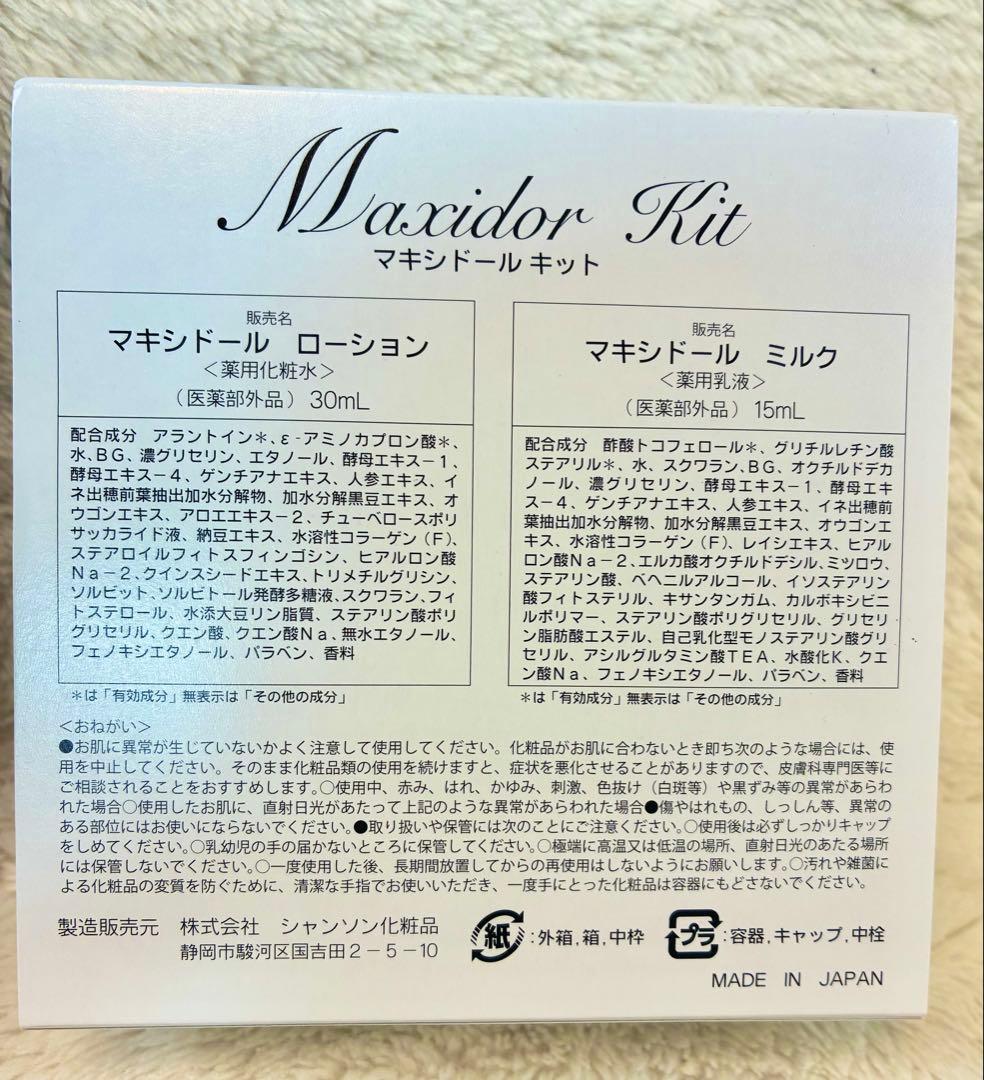 Maxidor Kit
マキシドール キット
販売名
マキシドール ローション
＜薬用化粧水＞
（医薬部外品） 30mL
配合成分 アラントイン＊、ε-アミノカプロン酸＊、
水、BG、濃グリセリン、エタノール、酵母エキス－1、
酵母エキス－4、ゲンチアナエキス、人参エキス、イ
ネ出穂前葉抽出加水分解物、加水分解黒豆エキス、オ
ウゴンエキス、アロエエキス－2、チューベロースポリ
サッカライド液、納豆エキス、水溶性コラーゲン（F）、
ステアロイルフィトスフィンゴシン、ヒアルロン酸
Na－2、クインスシードエキス、トリメチルグリシン、
ソルビット、ソルビトール発酵多糖液、スクワラン、フィ
トステロール、水添大豆リン脂質、ステアリン酸ポリ
グリセリル、クエン酸、クエン酸Na、無水エタノール、
フェノキシエタノール、パラベン、香料
＊は「有効成分」無表示は「その他の成分」
販売名
マキシドール ミルク
＜薬用乳液＞
（医薬部外品） 15mL
配合成分 酢酸トコフェロール＊、グリチルレチン酸
ステアリル＊、水、スクワラン、BG、オクチルドデカ
ノール、濃グリセリン、酵母エキス－1、酵母エキ
ス－4、ゲンチアナエキス、人参エキス、イネ出穂前
葉抽出加水分解物、加水分解黒豆エキス、オウゴンエ
キス、水溶性コラーゲン（F）、レイシエキス、ヒアル
ロン酸Na－2、エルカ酸オクチルドデシル、ミツロウ、
ステアリン酸、ベヘニルアルコール、イソステアリン
酸フィトステリル、キサンタンガム、カルボキシビニ
ルポリマー、ステアリン酸ポリグリセリル、グリセリ
ン脂肪酸エステル、自己乳化型モノステアリン酸グリ
セリル、アシルグルタミン酸TEA、水酸化K、クエ
ン酸Na、フェノキシエタノール、パラベン、香料
＊は「有効成分」無表示は「その他の成分」
＜おねがい＞
●お肌に異常が生じていないかよく注意して使用してください。化粧品がお肌に合わないとき即ち次のような場合には、使
用を中止してください。そのまま化粧品類の使用を続けますと、症状を悪化させることがありますので、皮膚科専門医等に
ご相談されることをおすすめします。○使用中、赤み、はれ、かゆみ、刺激、色抜け（白斑等）や黒ずみ等の異常があらわ
れた場合○使用したお肌に、直射日光があたって上記のような異常があらわれた場合●傷やはれもの、しっしん等、異常の
ある部位にはお使いにならないでください。●取り扱いや保管には次のことにご注意ください。○使用後は必ずしっかりキャップ
をしめてください。○乳幼児の手の届かないところに保管してください。○極端に高温又は低温の場所、直射日光のあたる場所
には保管しないでください。○一度使用した後、長期間放置してからの再使用はしないようにお願いします。○汚れや雑菌に
よる化粧品の変質を防ぐために、清潔な手指でお使いいただき、一度手にとった化粧品は容器にもどさないでください。
製造販売元 株式会社 シャンソン化粧品
静岡市駿河区国吉田2－5－10
紙：外箱，箱，中枠
プラ：容器，キャップ，中栓
MADE IN JAPAN